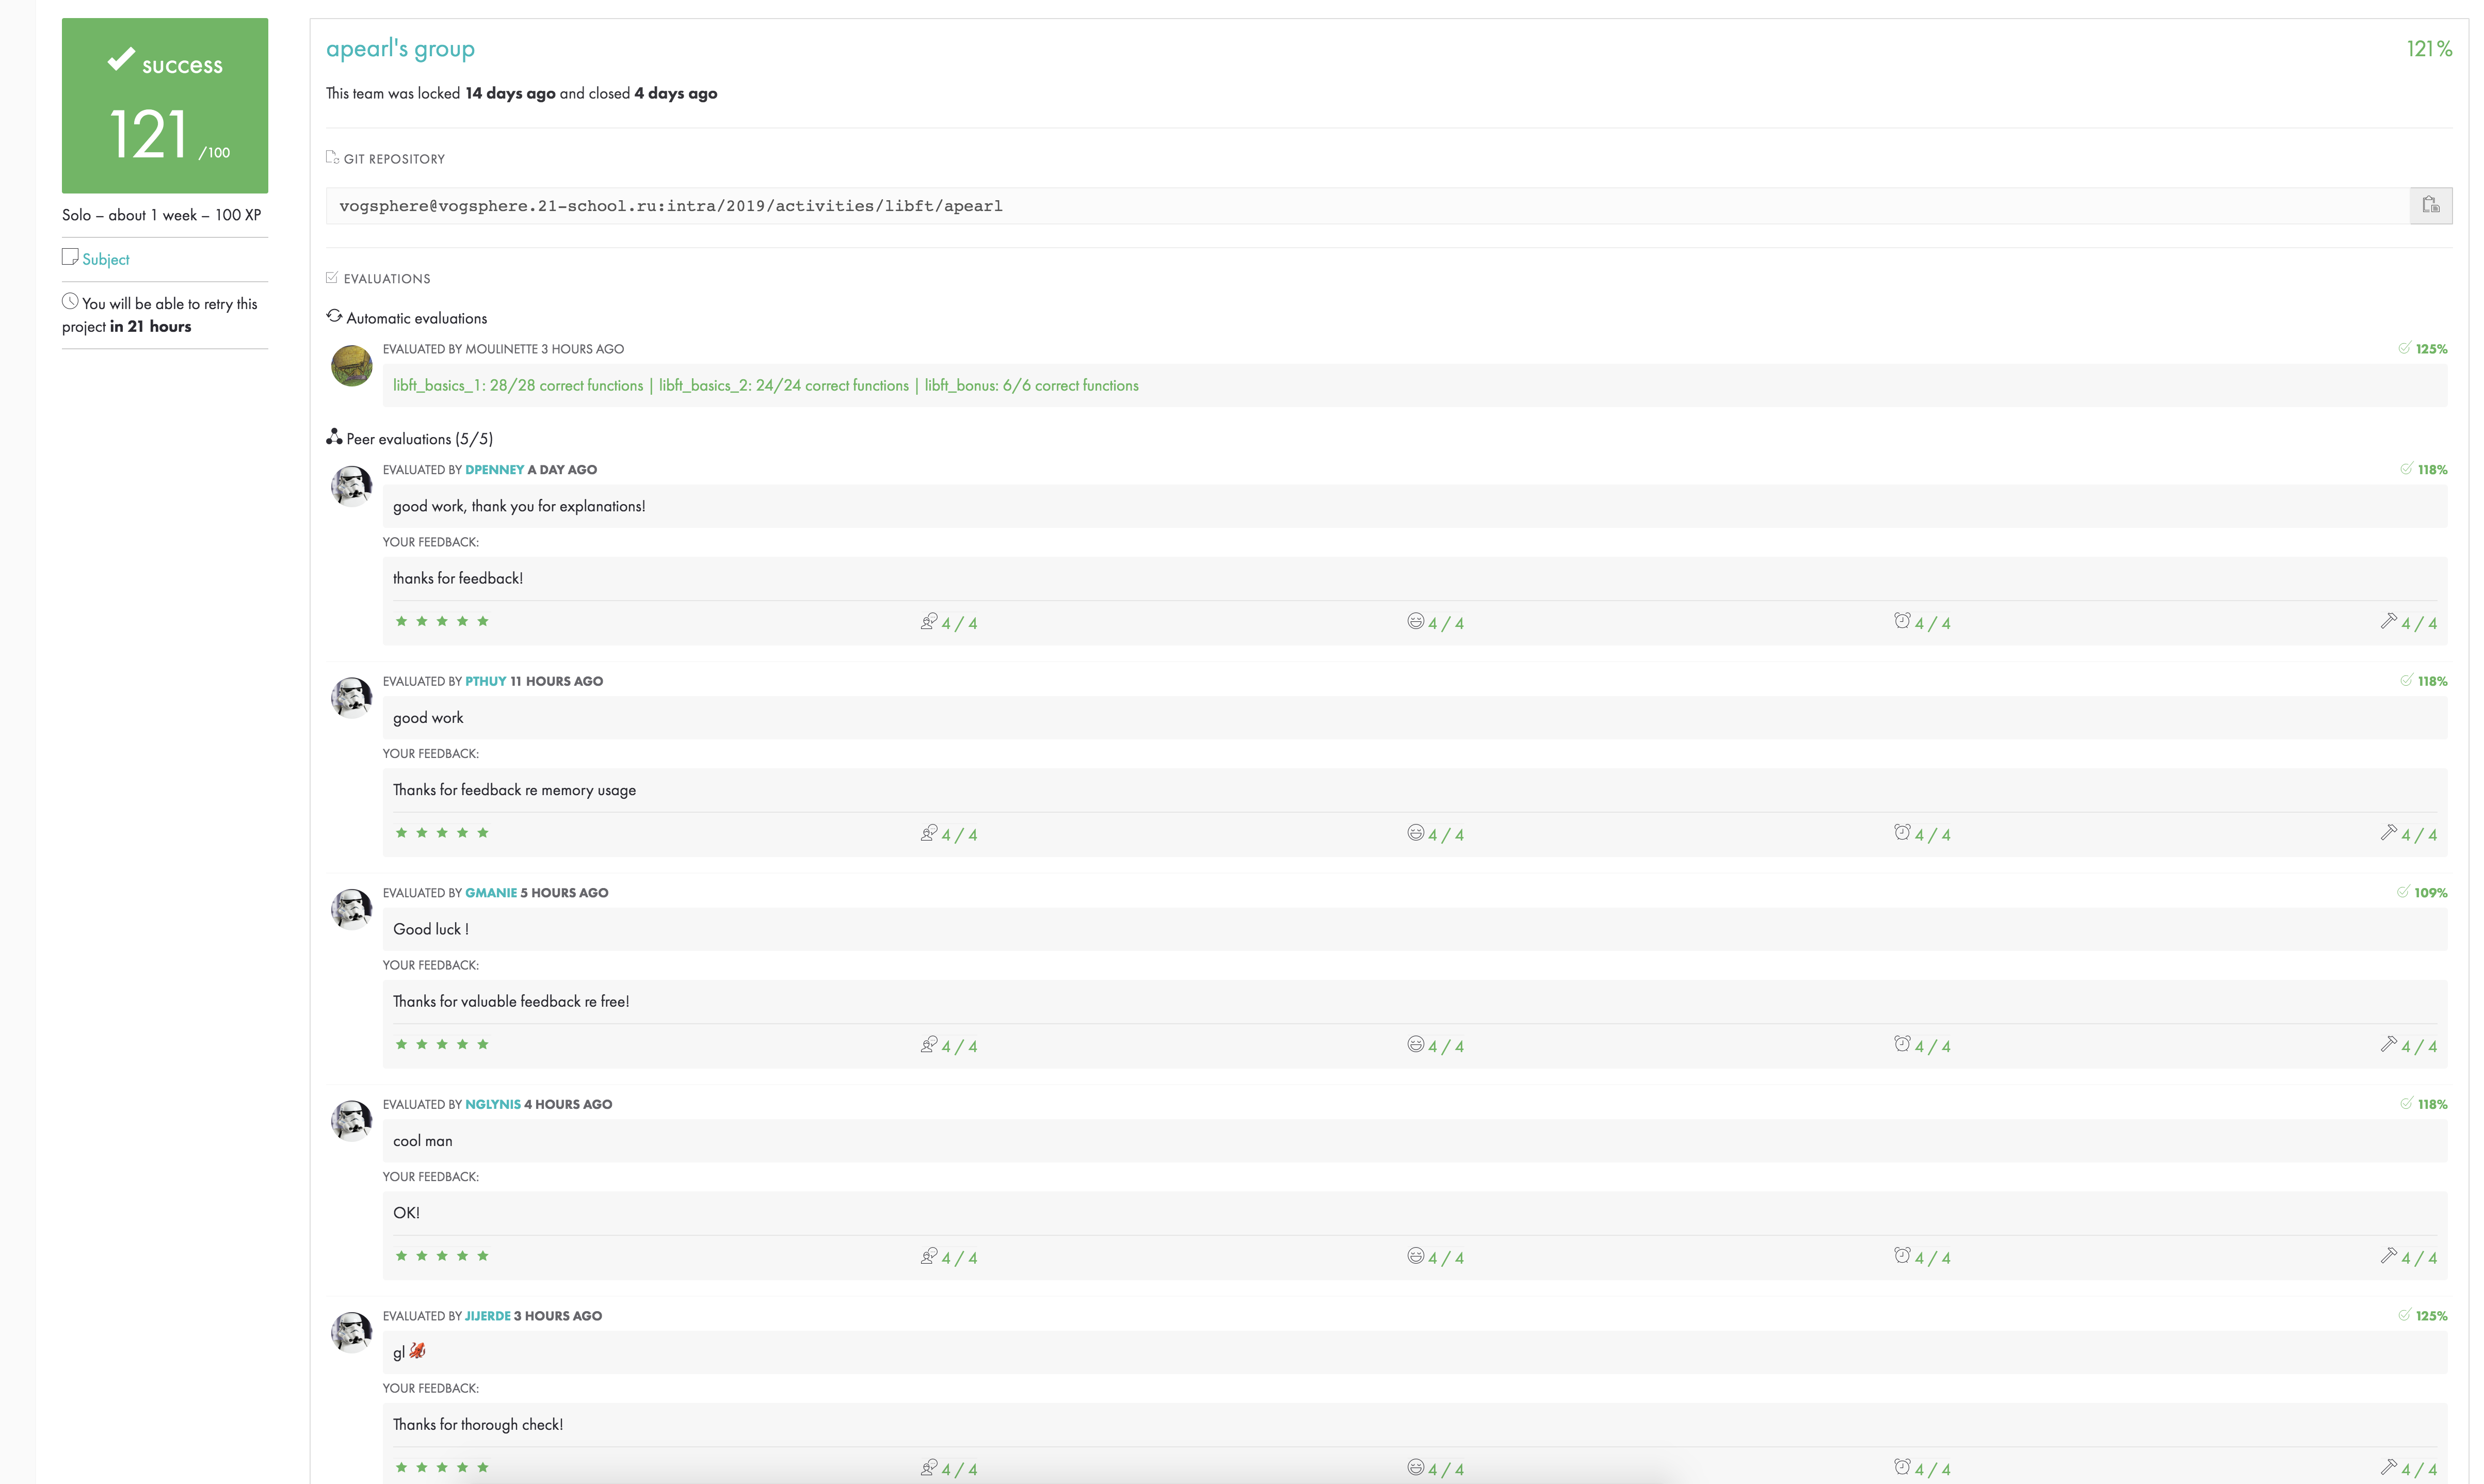 success
121 /100
Solo – about 1 week – 100 XP
Subject
You will be able to retry this
project in 21 hours
apearl's group
121%
This team was locked 14 days ago and closed 4 days ago
GIT REPOSITORY
vogsphere@vogsphere.21-school.ru:intra/2019/activities/libft/apearl
EVALUATIONS
Automatic evaluations
EVALUATED BY MOULINETTE 3 HOURS AGO
125%
libft_basics_1: 28/28 correct functions | libft_basics_2: 24/24 correct functions | libft_bonus: 6/6 correct functions
Peer evaluations (5/5)
EVALUATED BY DPENNEY A DAY AGO
118%
good work, thank you for explanations!
YOUR FEEDBACK:
thanks for feedback!
4 / 4 4 / 4 4 / 4 4 / 4
EVALUATED BY PTHUY 11 HOURS AGO
118%
good work
YOUR FEEDBACK:
Thanks for feedback re memory usage
4 / 4 4 / 4 4 / 4 4 / 4
EVALUATED BY GMANIE 5 HOURS AGO
109%
Good luck !
YOUR FEEDBACK:
Thanks for valuable feedback re free!
4 / 4 4 / 4 4 / 4 4 / 4
EVALUATED BY NGLYNIS 4 HOURS AGO
118%
cool man
YOUR FEEDBACK:
OK!
4 / 4 4 / 4 4 / 4 4 / 4
EVALUATED BY JIJERDE 3 HOURS AGO
125%
gl
YOUR FEEDBACK:
Thanks for thorough check!
4 / 4 4 / 4 4 / 4 4 / 4